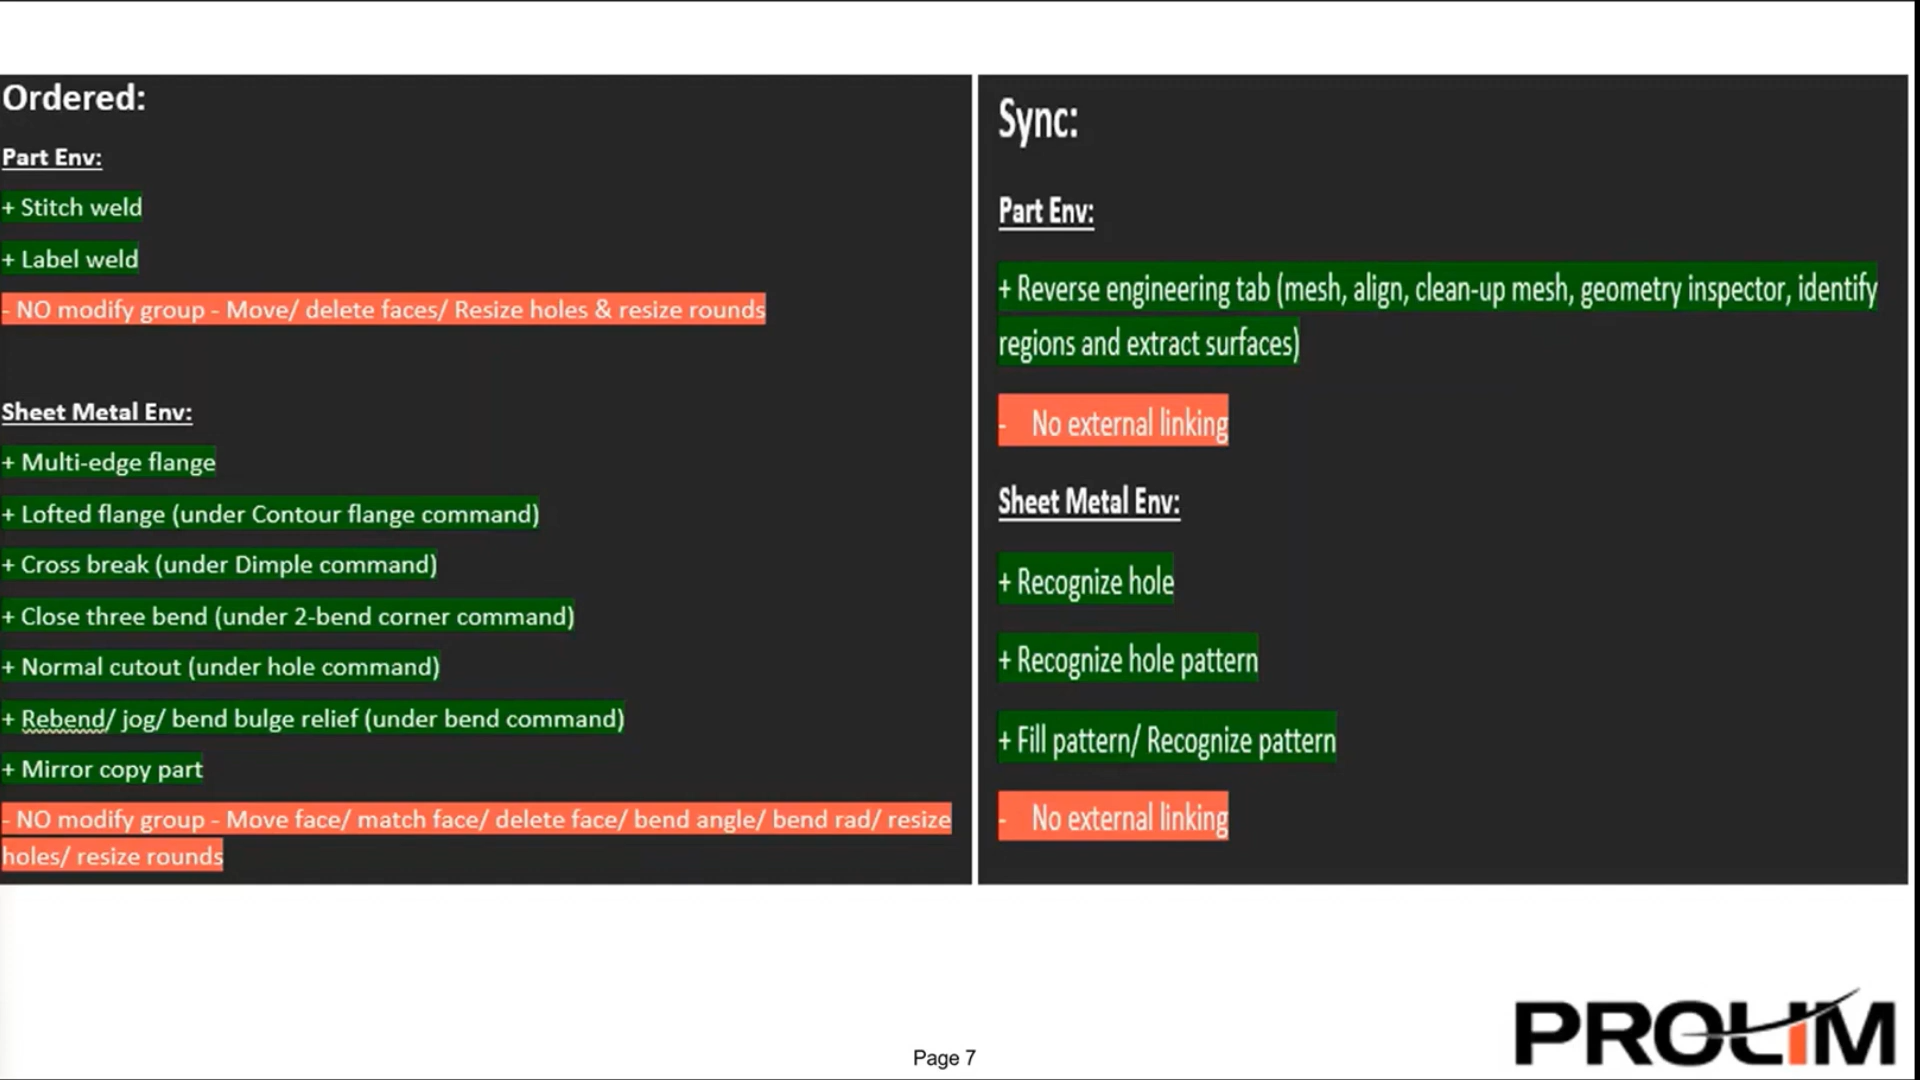 Ordered:
Part Env:
+ Stitch weld
+ Label weld
- NO modify group - Move/ delete faces/ Resize holes & resize rounds
Sheet Metal Env:
+ Multi-edge flange
+ Lofted flange (under Contour flange command)
+ Cross break (under Dimple command)
+ Close three bend (under 2-bend corner command)
+ Normal cutout (under hole command)
+ Rebend/ jog/ bend bulge relief (under bend command)
+ Mirror copy part
- NO modify group - Move face/ match face/ delete face/ bend angle/ bend rad/ resize
holes/ resize rounds
Sync:
Part Env:
+ Reverse engineering tab (mesh, align, clean-up mesh, geometry inspector, identify
regions and extract surfaces)
- No external linking
Sheet Metal Env:
+ Recognize hole
+ Recognize hole pattern
+ Fill pattern/ Recognize pattern
- No external linking
Page 7
PROLIM